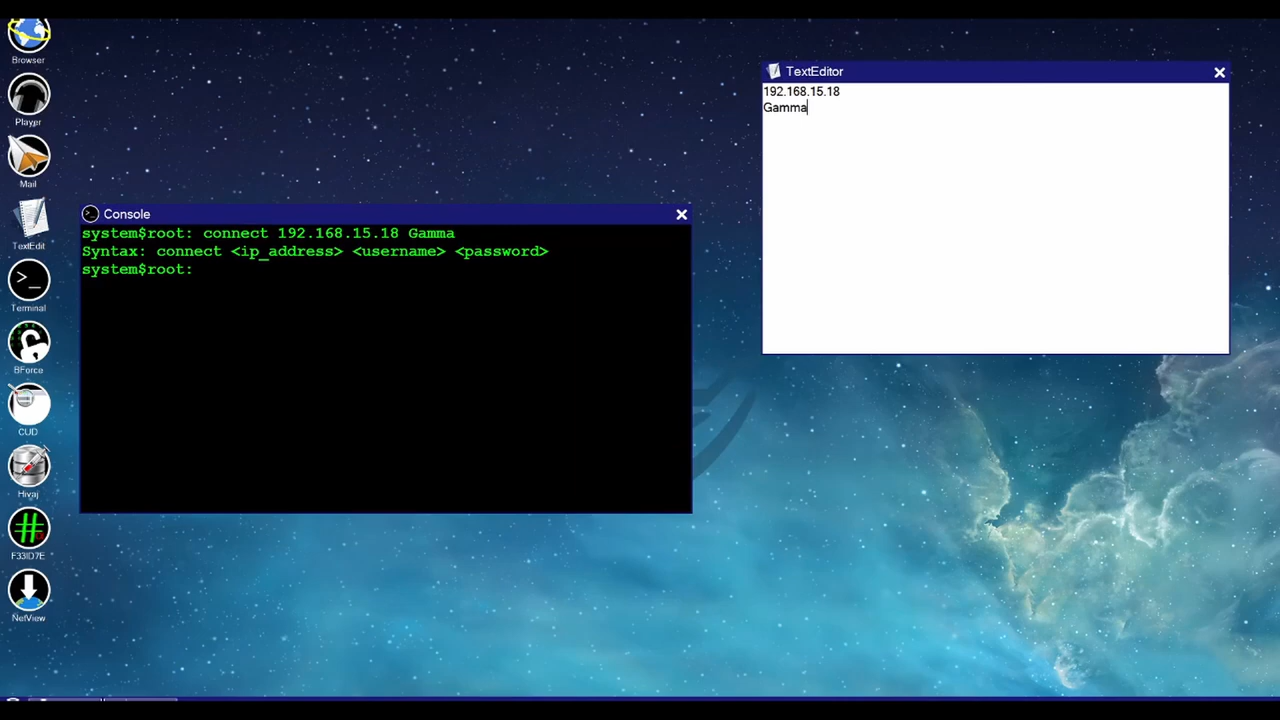 Browser
Player
Mail
TextEdit
Terminal
BForce
CUD
Hivaj
F33ID7E
NetView
Console
system$root: connect 192.168.15.18 Gamma
Syntax: connect <ip_address> <username> <password>
system$root:
TextEditor
192.168.15.18
Gamma